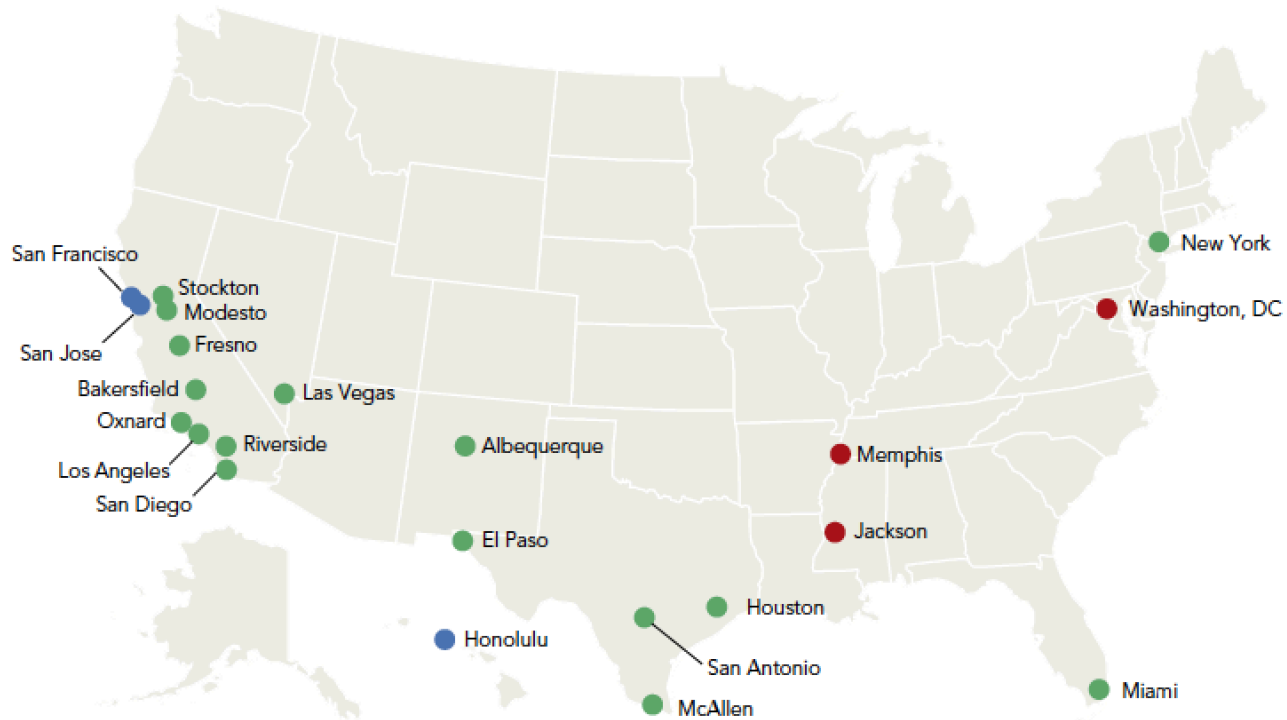 San Francisco
New York
Stockton
Washington, DC
Modesto
San Jose
Fresno
Bakersfield
Las Vegas
Oxnard
Riverside
Albequerque
Memphis
Los Angeles
San Diego
Jackson
El Paso
Houston
Honolulu
San Antonio
Miami
McAllen